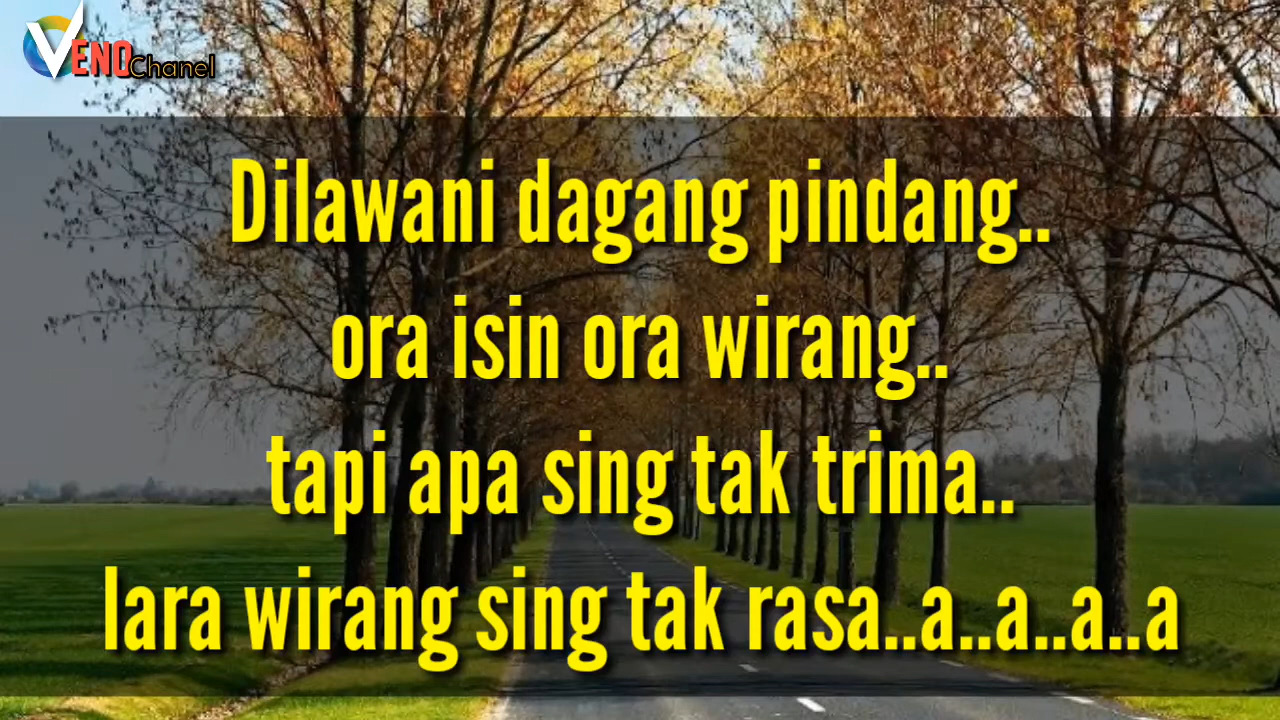 VENO Chanel
Dilawani dagang pindang..
ora isin ora wirang..
tapi apa sing tak trima..
lara wirang sing tak rasa..a..a..a..a